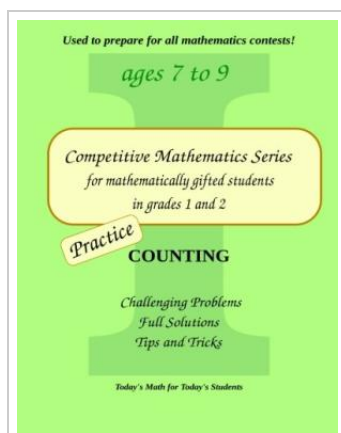 Used to prepare for all mathematics contests!
ages 7 to 9
Competitive Mathematics Series
for mathematically gifted students
in grades 1 and 2
Practice
COUNTING
Challenging Problems
Full Solutions
Tips and Tricks
Today's Math for Today's Students